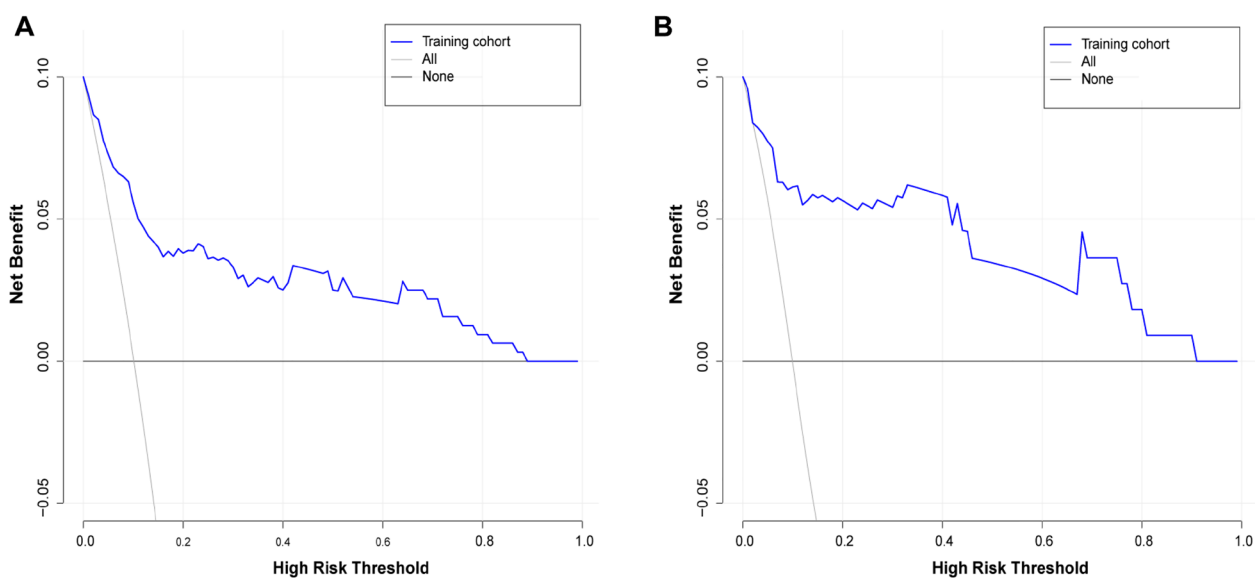 A
Training cohort
All
None
Net Benefit
0.10
0.05
0.00
−0.05
0.0 0.2 0.4 0.6 0.8 1.0
High Risk Threshold
B
Training cohort
All
None
Net Benefit
0.10
0.05
0.00
−0.05
0.0 0.2 0.4 0.6 0.8 1.0
High Risk Threshold